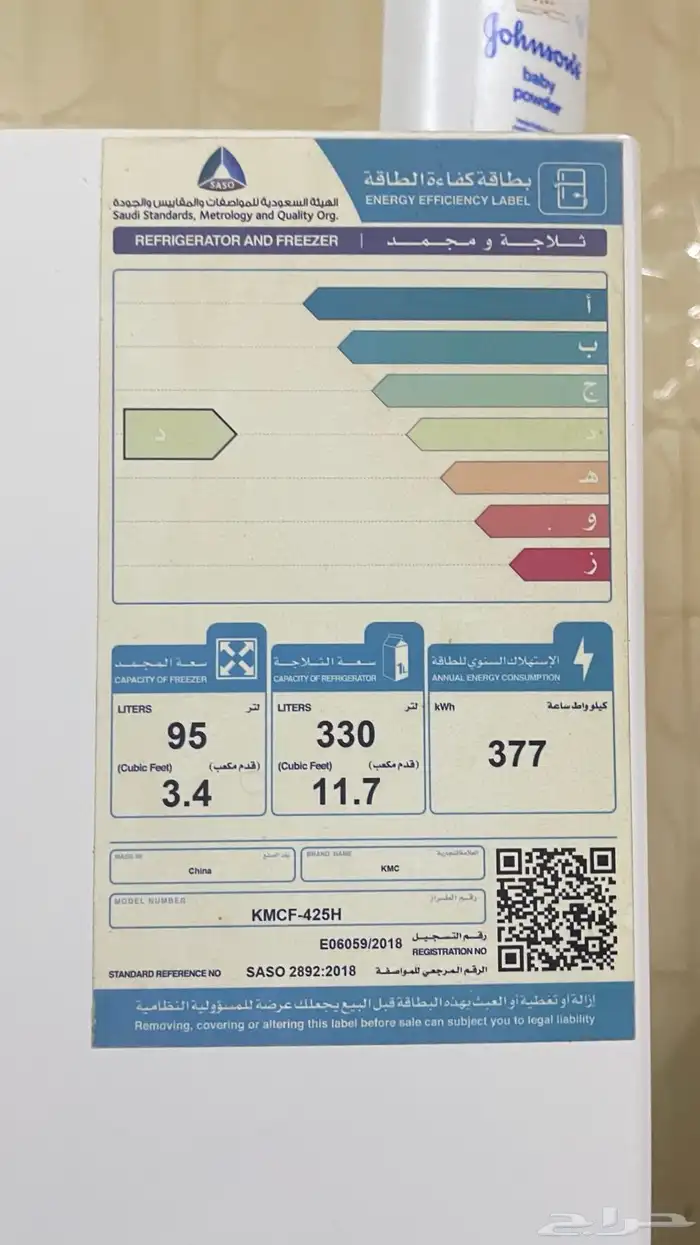 Johnson's
baby
powder
SASO
الهيئة السعودية للمواصفات والمقاييس والجودة
Saudi Standards, Metrology and Quality Org.
بطاقة كفاءة الطاقة
ENERGY EFFICIENCY LABEL
REFRIGERATOR AND FREEZER | ثلاجة و مجمد
أ
ب
ج
د
د
هـ
و
ز
سعة المجمد
CAPACITY OF FREEZER
LITERS لتر
95
(Cubic Feet) (قدم مكعب)
3.4
سعة الثلاجة
CAPACITY OF REFRIGERATOR
1L
LITERS لتر
330
(Cubic Feet) (قدم مكعب)
11.7
الإستهلاك السنوي للطاقة
ANNUAL ENERGY CONSUMPTION
kWh كيلو واط ساعة
377
MADE IN بلد الصنع
China
BRAND NAME العلامة التجارية
KMC
MODEL NUMBER رقم الطراز
KMCF-425H
E06059/2018 رقم التسجيل
REGISTRATION NO
STANDARD REFERENCE NO SASO 2892:2018 الرقم المرجعي للمواصفة
إزالة أو تغطية أو العبث بهذه البطاقة قبل البيع يجعلك عرضة للمسؤولية النظامية
Removing, covering or altering this label before sale can subject you to legal liability
حراج